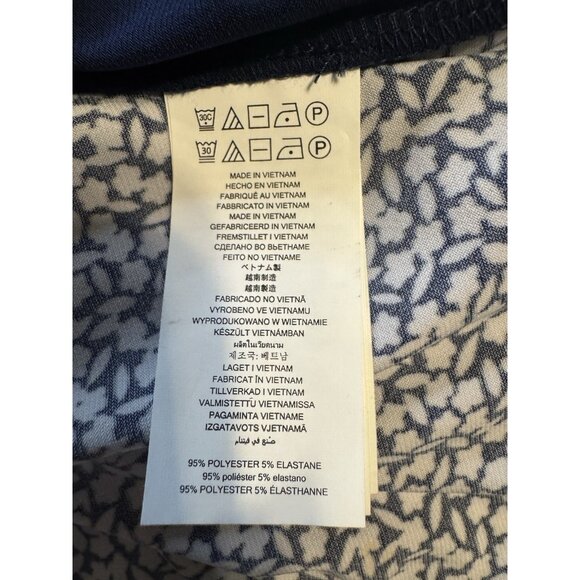 30C P
30 P
MADE IN VIETNAM
HECHO EN VIETNAM
FABRIQUÉ AU VIETNAM
FABBRICATO IN VIETNAM
MADE IN VIETNAM
GEFABRICEERD IN VIETNAM
FREMSTILLET I VIETNAM
СДЕЛАНО ВО ВЬЕТНАМЕ
FEITO NO VIETNAME
ベトナム製
越南制造
越南製造
FABRICADO NO VIETNÃ
VYROBENO VE VIETNAMU
WYPRODUKOWANO W WIETNAMIE
KÉSZÜLT VIETNÁMBAN
ผลิตในเวียดนาม
제조국: 베트남
LAGET I VIETNAM
FABRICAT ÎN VIETNAM
TILLVERKAD I VIETNAM
VALMISTETTU VIETNAMISSA
PAGAMINTA VIETNAME
IZGATAVOTS VJETNAMĀ
صنع في فيتنام
95% POLYESTER 5% ELASTANE
95% poliéster 5% elastano
95% POLYESTER 5% ÉLASTHANNE